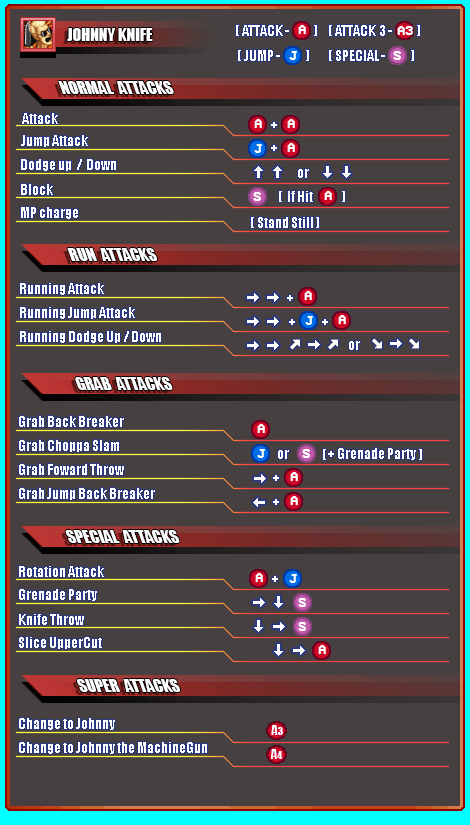 JOHNNY KNIFE [ ATTACK - A ] [ ATTACK 3 - A3 ]
[ JUMP - J ] [ SPECIAL - S ]
NORMAL ATTACKS
Attack A + A
Jump Attack J + A
Dodge up / Down ↑ ↑ or ↓ ↓
Block S [ If Hit A ]
MP charge [ Stand Still ]
RUN ATTACKS
Running Attack → → + A
Running Jump Attack → → + J + A
Running Dodge Up / Down → → ↗ → ↗ or ↘ → ↘
GRAB ATTACKS
Grab Back Breaker A
Grab Choppa Slam J or S [ + Grenade Party ]
Grab Foward Throw → + A
Grab Jump Back Breaker ← + A
SPECIAL ATTACKS
Rotation Attack A + J
Grenade Party → ↓ S
Knife Throw ↓ → S
Slice UpperCut ↓ → A
SUPER ATTACKS
Change to Johnny A3
Change to Johnny the MachineGun A4